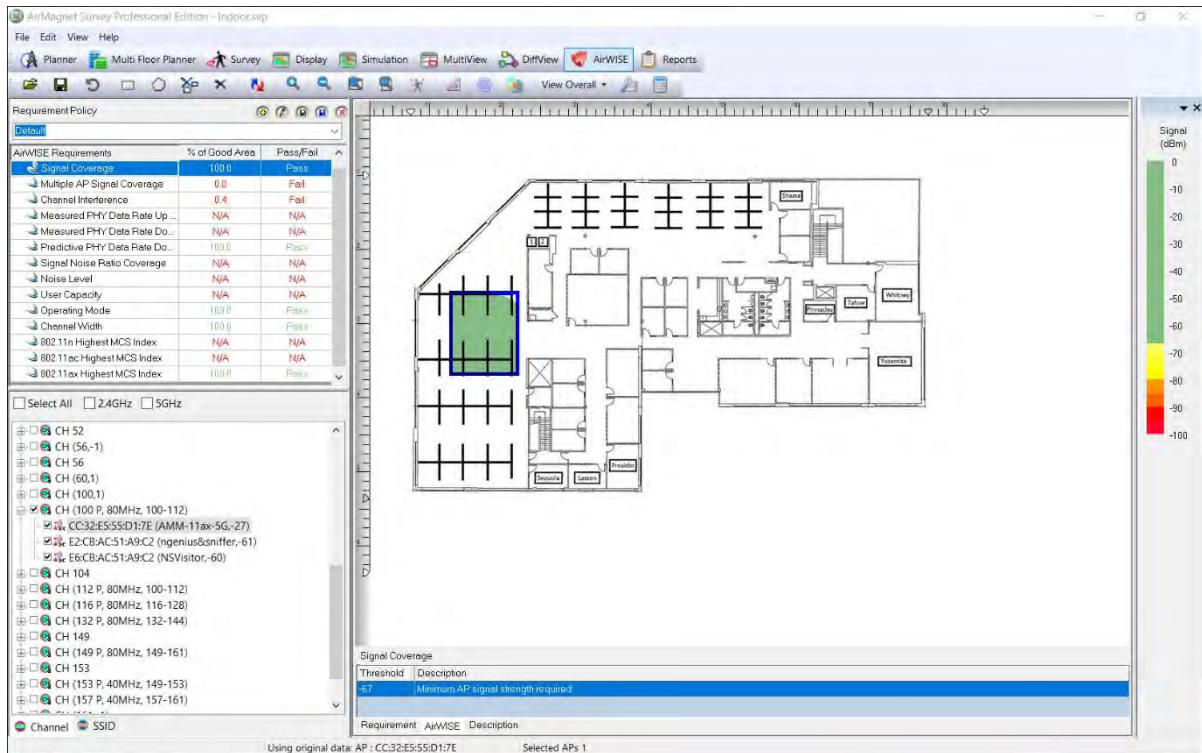 AirMagnet Survey Professional Edition - Indoor.svp
File Edit View Help
Planner Multi Floor Planner Survey Display Simulation MultiView DiffView AirWISE Reports
View Overall
Requirement Policy
Default
AirWISE Requirements % of Good Area Pass/Fail
Signal Coverage 100.0 Pass
Multiple AP Signal Coverage 0.0 Fail
Channel Interference 0.4 Fail
Measured PHY Data Rate Up ... N/A N/A
Measured PHY Data Rate Do... N/A N/A
Predictive PHY Data Rate Do... 100.0 Pass
Signal Noise Ratio Coverage N/A N/A
Noise Level N/A N/A
User Capacity N/A N/A
Operating Mode 100.0 Pass
Channel Width 100.0 Pass
802.11n Highest MCS Index N/A N/A
802.11ac Highest MCS Index N/A N/A
802.11ax Highest MCS Index 100.0 Pass
Select All 2.4GHz 5GHz
CH 52
CH (56,-1)
CH 56
CH (60,1)
CH (100,1)
CH (100 P, 80MHz, 100-112)
CC:32:E5:55:D1:7E (AMM-11ax-5G,-27)
E2:CB:AC:51:A9:C2 (ngenius&sniffer,-61)
E6:CB:AC:51:A9:C2 (NSVisitor,-60)
CH 104
CH (112 P, 80MHz, 100-112)
CH (116 P, 80MHz, 116-128)
CH (132 P, 80MHz, 132-144)
CH 149
CH (149 P, 80MHz, 149-161)
CH 153
CH (153 P, 40MHz, 149-153)
CH (157 P, 40MHz, 157-161)
Channel SSID
Shasta
1 2
Whitney
Tahoe
Pinnacles
Yosemite
Presidio
Sequoia Lassen
Signal Coverage
Threshold Description
-67 Minimum AP signal strength required
Requirement AirWISE Description
Signal
(dBm)
0
-10
-20
-30
-40
-50
-60
-70
-80
-90
-100
Using original data: AP : CC:32:E5:55:D1:7E Selected APs 1